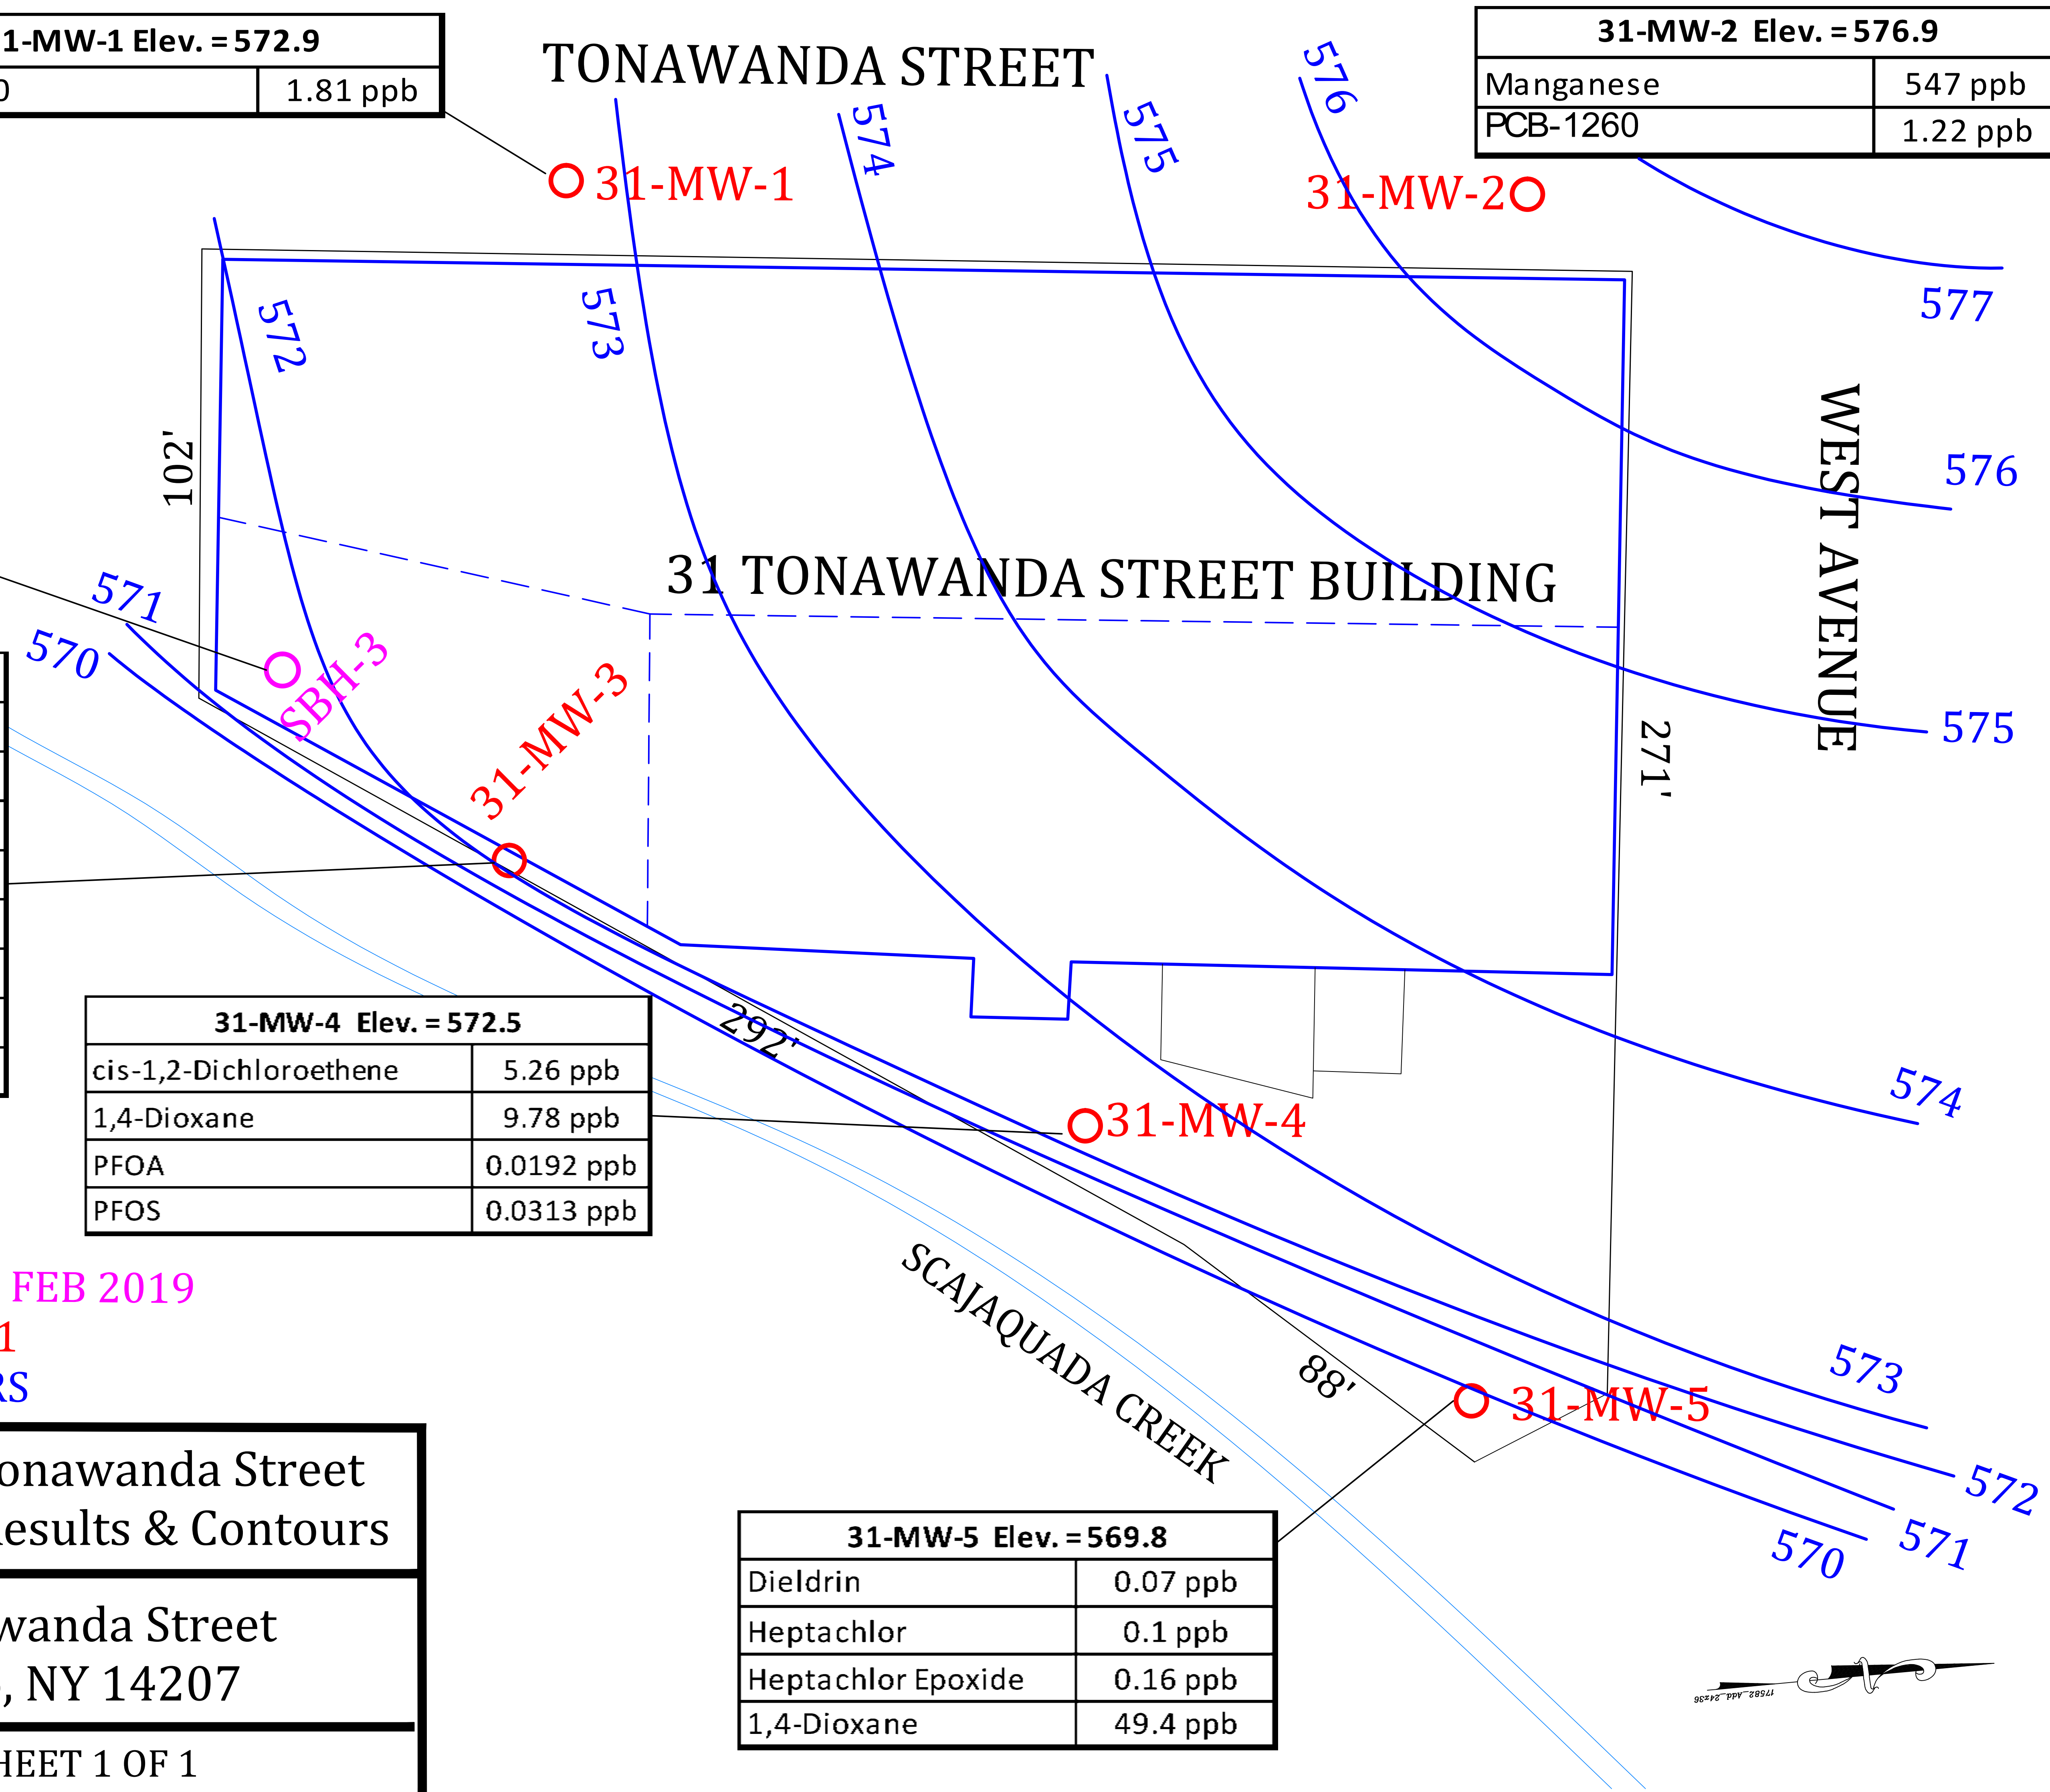 1-MW-1 Elev. = 572.9
0 1.81 ppb
TONAWANDA STREET
31-MW-2 Elev. = 576.9
Manganese 547 ppb
PCB-1260 1.22 ppb
576
575
574
31-MW-1
31-MW-2
577
572
573
576
WEST AVENUE
102'
31 TONAWANDA STREET BUILDING
571
570
SBH-3
31-MW-3
575
271'
31-MW-4 Elev. = 572.5
cis-1,2-Dichloroethene 5.26 ppb
1,4-Dioxane 9.78 ppb
PFOA 0.0192 ppb
PFOS 0.0313 ppb
292'
31-MW-4
574
SCAJAQUADA CREEK
88'
573
31-MW-5
572
571
570
FEB 2019
1
RS
onawanda Street
esults & Contours
wanda Street
, NY 14207
HEET 1 OF 1
31-MW-5 Elev. = 569.8
Dieldrin 0.07 ppb
Heptachlor 0.1 ppb
Heptachlor Epoxide 0.16 ppb
1,4-Dioxane 49.4 ppb
N
17582_Add_24x36